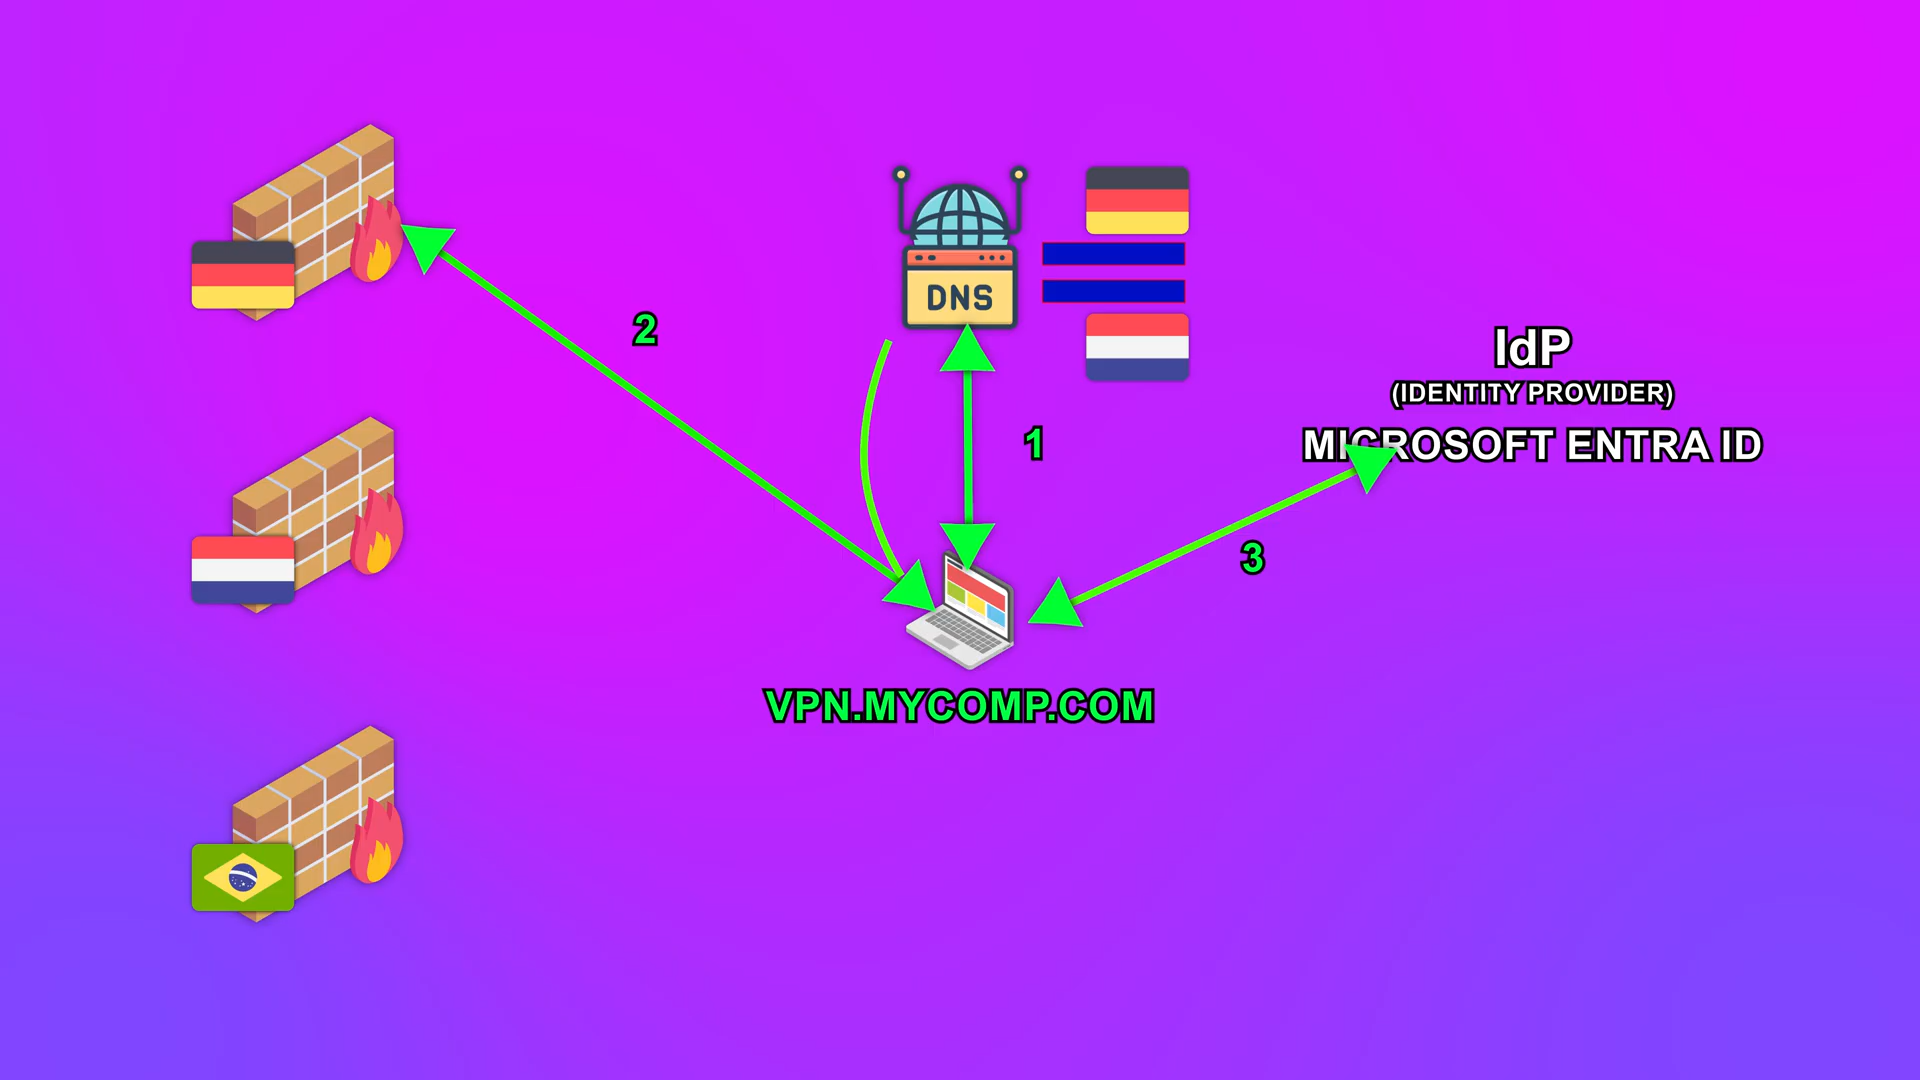 DNS
2
1
IdP
(IDENTITY PROVIDER)
MICROSOFT ENTRA ID
3
VPN.MYCOMP.COM